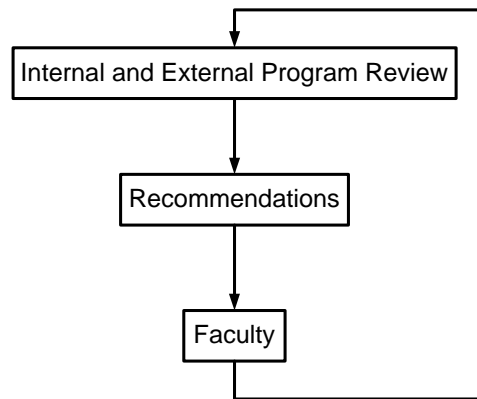 Internal and External Program Review
Recommendations
Faculty